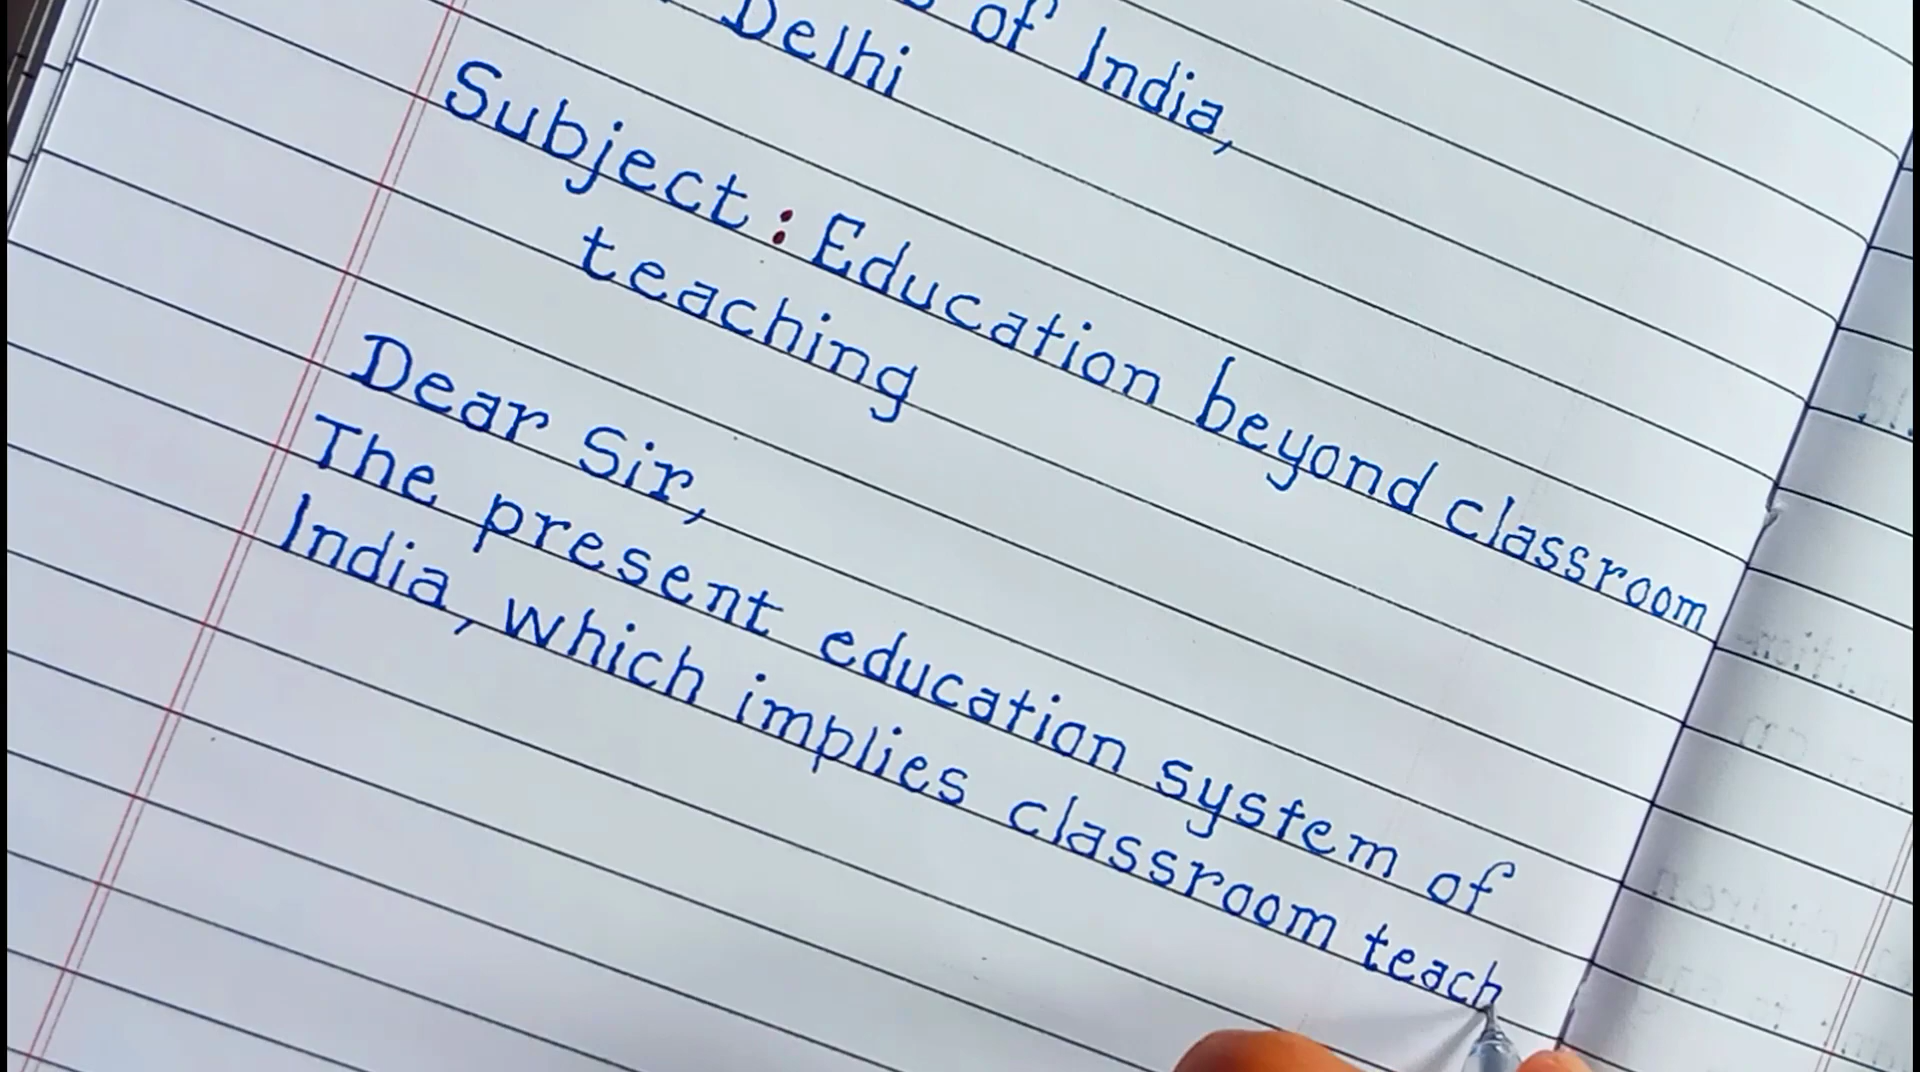 of India,
Delhi
Subject : Education beyond classroom
teaching
Dear Sir,
The present education system of
India, which implies classroom teach